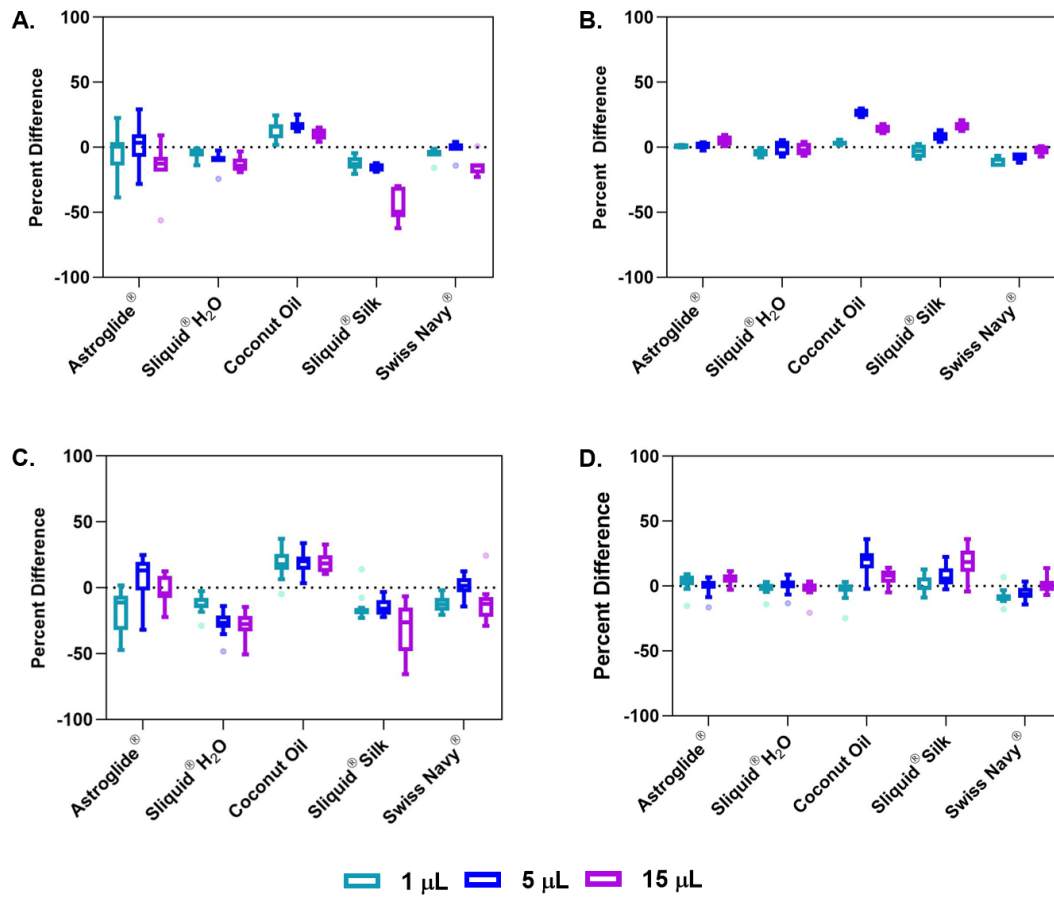 A.
Percent Difference
100
50
0
-50
-100
Astroglide®
Sliquid® H₂O
Coconut Oil
Sliquid® Silk
Swiss Navy®
B.
Percent Difference
100
50
0
-50
-100
Astroglide®
Sliquid® H₂O
Coconut Oil
Sliquid® Silk
Swiss Navy®
C.
Percent Difference
100
50
0
-50
-100
Astroglide®
Sliquid® H₂O
Coconut Oil
Sliquid® Silk
Swiss Navy®
D.
Percent Difference
100
50
0
-50
-100
Astroglide®
Sliquid® H₂O
Coconut Oil
Sliquid® Silk
Swiss Navy®
1 μL 5 μL 15 μL